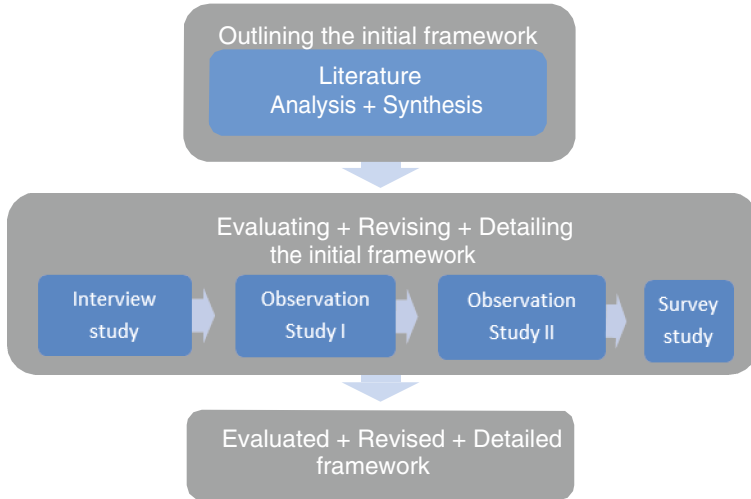 Outlining the initial framework
Literature
Analysis + Synthesis
Evaluating + Revising + Detailing
the initial framework
Interview
study
Observation
Study I
Observation
Study II
Survey
study
Evaluated + Revised + Detailed
framework